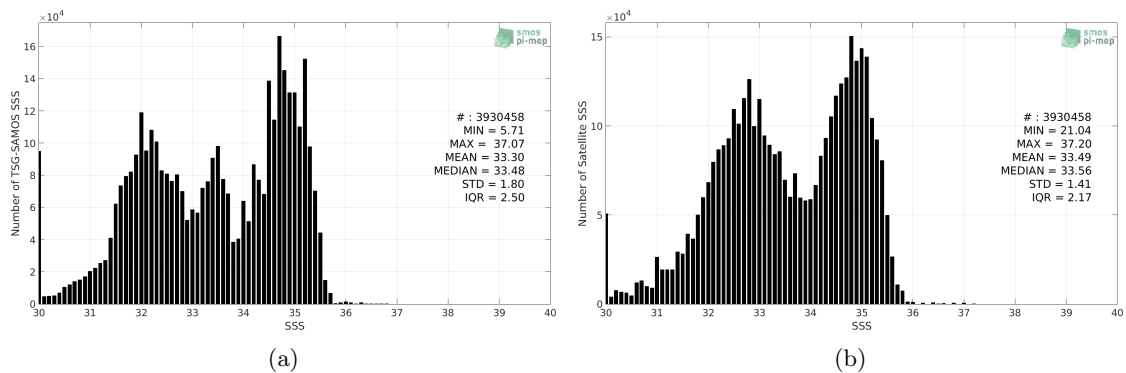 ×10⁴
16
14
12
10
8
6
4
2
0
Number of TSG-SAMOS SSS
30 31 32 33 34 35 36 37 38 39 40
SSS
smos
pi-mep
# : 3930458
MIN = 5.71
MAX = 37.07
MEAN = 33.30
MEDIAN = 33.48
STD = 1.80
IQR = 2.50
(a)
×10⁴
15
10
5
0
Number of Satellite SSS
30 31 32 33 34 35 36 37 38 39 40
SSS
smos
pi-mep
# : 3930458
MIN = 21.04
MAX = 37.20
MEAN = 33.49
MEDIAN = 33.56
STD = 1.41
IQR = 2.17
(b)